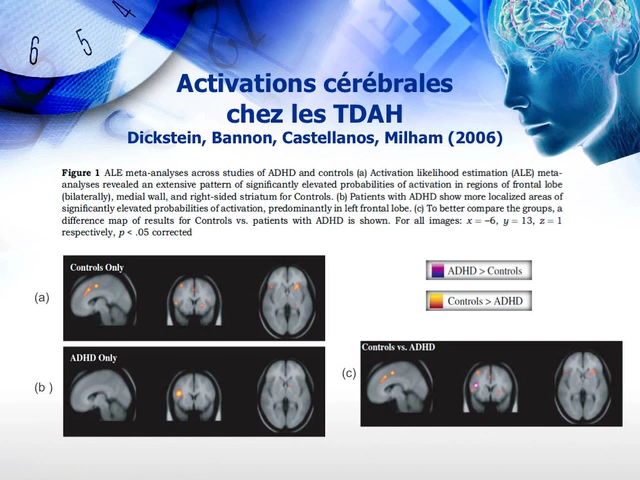 6 5 4
12
Activations cérébrales
chez les TDAH
Dickstein, Bannon, Castellanos, Milham (2006)
Figure 1 ALE meta-analyses across studies of ADHD and controls (a) Activation likelihood estimation (ALE) meta-
analyses revealed an extensive pattern of significantly elevated probabilities of activation in regions of frontal lobe
(bilaterally), medial wall, and right-sided striatum for Controls. (b) Patients with ADHD show more localized areas of
significantly elevated probabilities of activation, predominantly in left frontal lobe. (c) To better compare the groups, a
difference map of results for Controls vs. patients with ADHD is shown. For all images: x = −6, y = 13, z = 1
respectively, p < .05 corrected
Controls Only
(a)
ADHD > Controls
Controls > ADHD
ADHD Only
(b )
Controls vs. ADHD
(c)